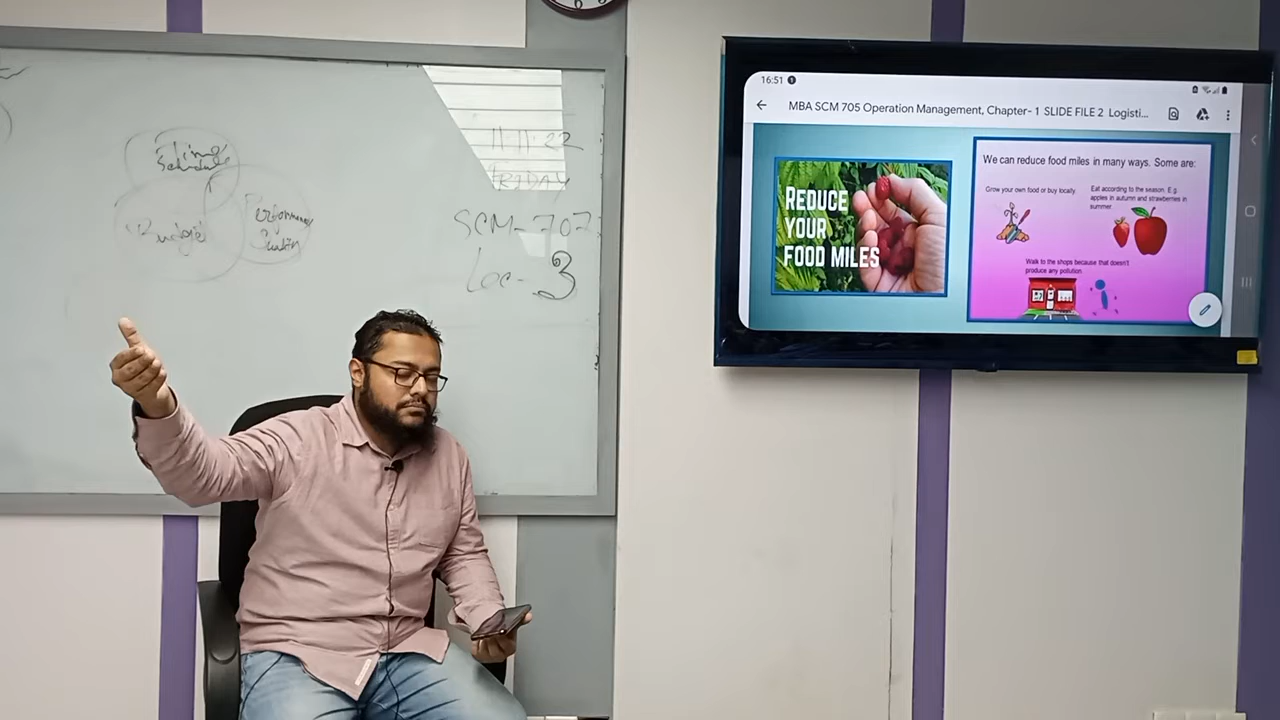 Time
Schedule
Budget
Performance
Quality
11.11.22
FRIDAY
SCM-707
Lec-3
16:51
MBA SCM 705 Operation Management, Chapter- 1 SLIDE FILE 2 Logisti...
REDUCE
YOUR
FOOD MILES
We can reduce food miles in many ways. Some are:
Grow your own food or buy locally.
Eat according to the season. E.g.
apples in autumn and strawberries in
summer.
Walk to the shops because that doesn't
produce any pollution.